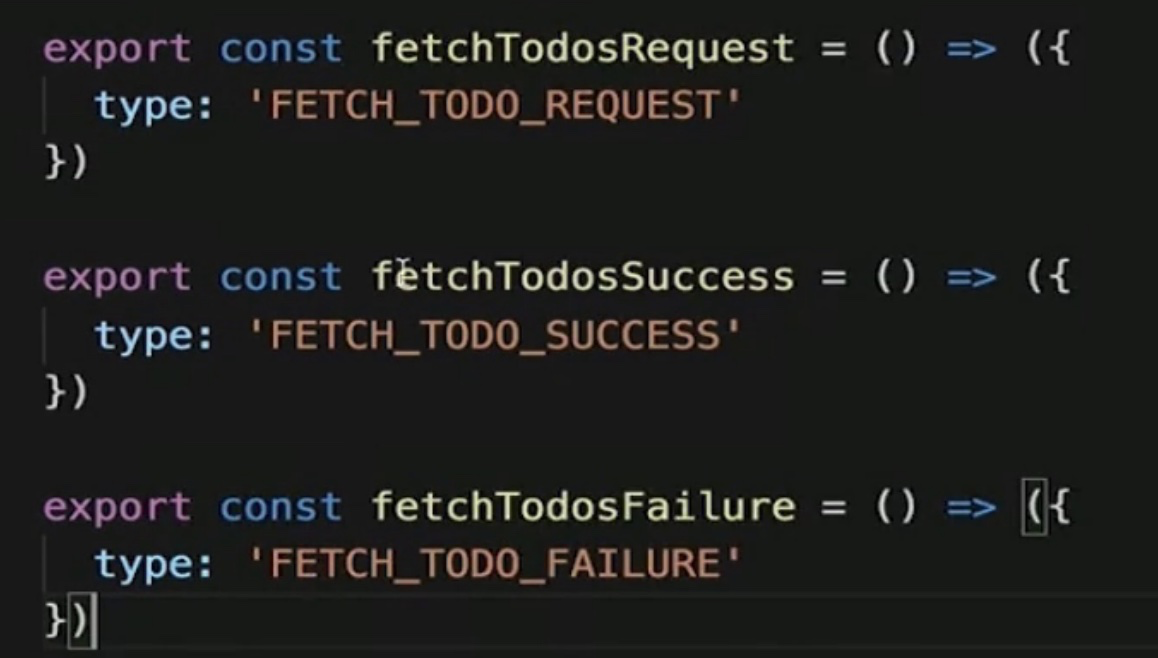 export const fetchTodosRequest = () => ({
  type: 'FETCH_TODO_REQUEST'
})

export const fetchTodosSuccess = () => ({
  type: 'FETCH_TODO_SUCCESS'
})

export const fetchTodosFailure = () => ({
  type: 'FETCH_TODO_FAILURE'
})